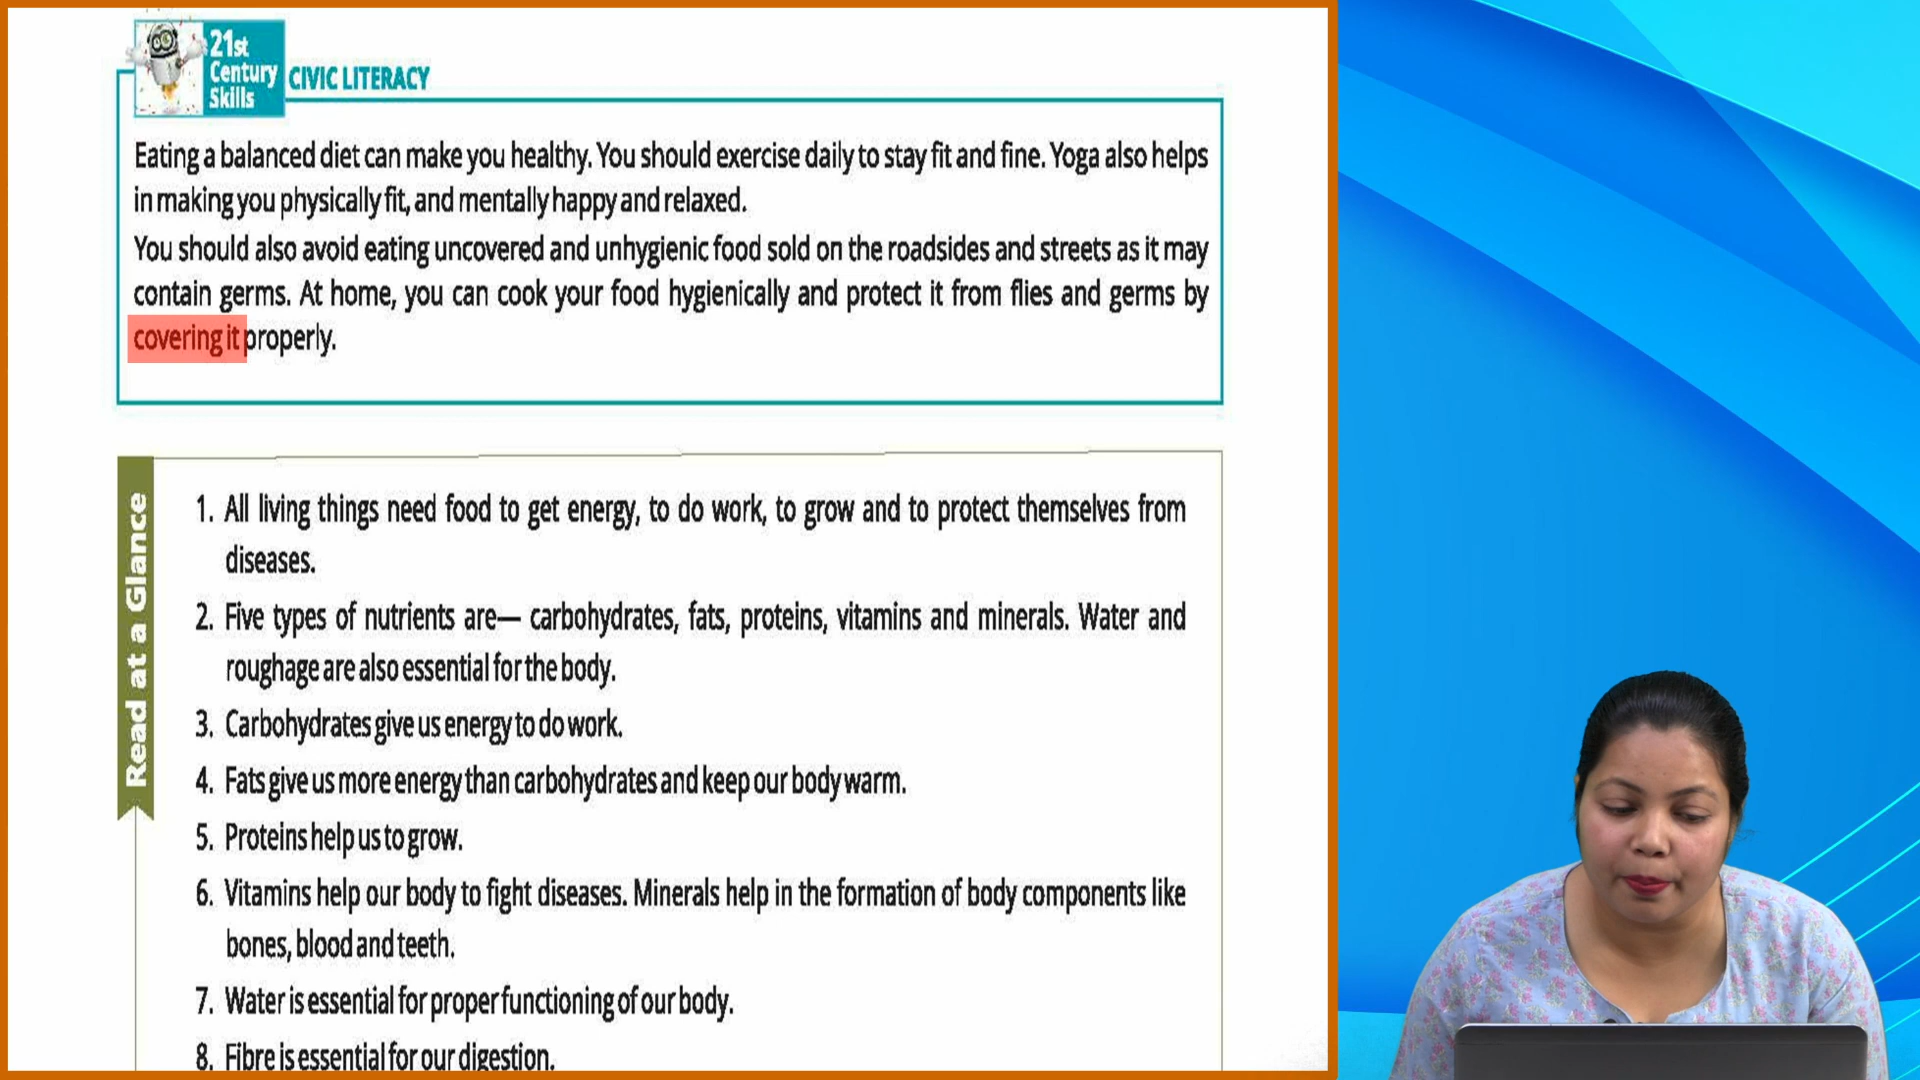 21st
Century
Skills
CIVIC LITERACY
Eating a balanced diet can make you healthy. You should exercise daily to stay fit and fine. Yoga also helps
in making you physically fit, and mentally happy and relaxed.
You should also avoid eating uncovered and unhygienic food sold on the roadsides and streets as it may
contain germs. At home, you can cook your food hygienically and protect it from flies and germs by
covering it properly.
Read at a Glance
1. All living things need food to get energy, to do work, to grow and to protect themselves from
diseases.
2. Five types of nutrients are— carbohydrates, fats, proteins, vitamins and minerals. Water and
roughage are also essential for the body.
3. Carbohydrates give us energy to do work.
4. Fats give us more energy than carbohydrates and keep our body warm.
5. Proteins help us to grow.
6. Vitamins help our body to fight diseases. Minerals help in the formation of body components like
bones, blood and teeth.
7. Water is essential for proper functioning of our body.
8. Fibre is essential for our digestion.